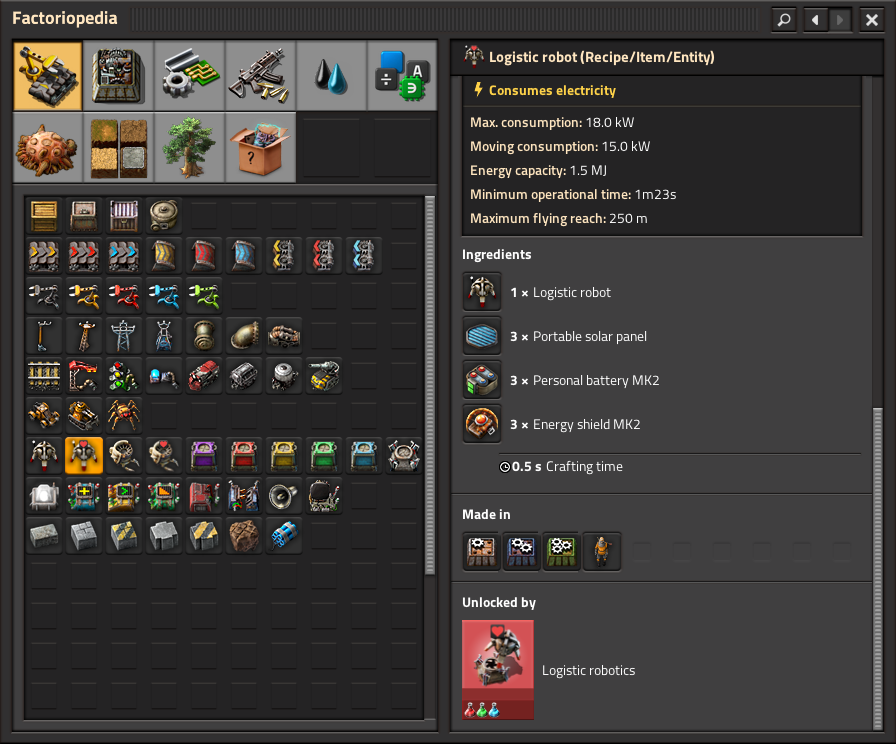 Factoriopedia
Logistic robot (Recipe/Item/Entity)
Consumes electricity
Max. consumption: 18.0 kW
Moving consumption: 15.0 kW
Energy capacity: 1.5 MJ
Minimum operational time: 1m23s
Maximum flying reach: 250 m
Ingredients
1 × Logistic robot
3 × Portable solar panel
3 × Personal battery MK2
3 × Energy shield MK2
0.5 s Crafting time
Made in
Unlocked by
Logistic robotics